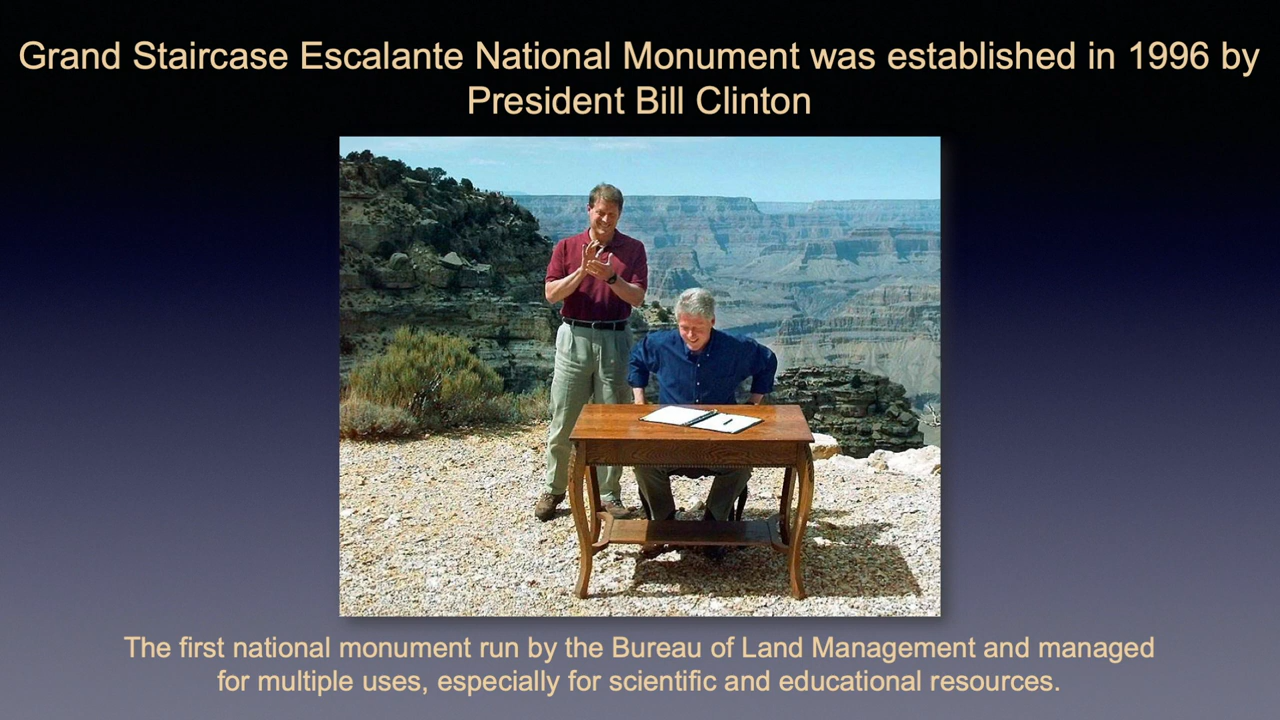 Grand Staircase Escalante National Monument was established in 1996 by
President Bill Clinton
The first national monument run by the Bureau of Land Management and managed
for multiple uses, especially for scientific and educational resources.